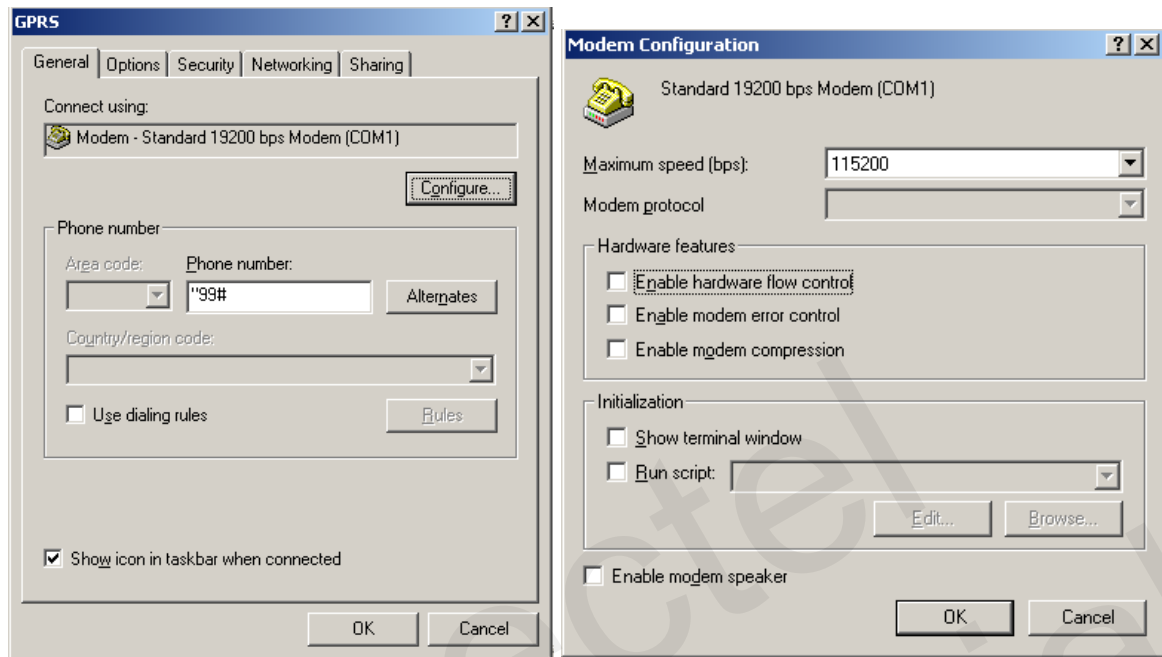 GPRS
General Options Security Networking Sharing
Connect using:
Modem - Standard 19200 bps Modem (COM1)
Configure...
Phone number
Area code: Phone number:
"99#
Alternates
Country/region code:
Use dialing rules
Rules
Show icon in taskbar when connected
OK Cancel
Modem Configuration
Standard 19200 bps Modem (COM1)
Maximum speed (bps): 115200
Modem protocol
Hardware features
Enable hardware flow control
Enable modem error control
Enable modem compression
Initialization
Show terminal window
Run script:
Edit... Browse...
Enable modem speaker
OK Cancel
ectel